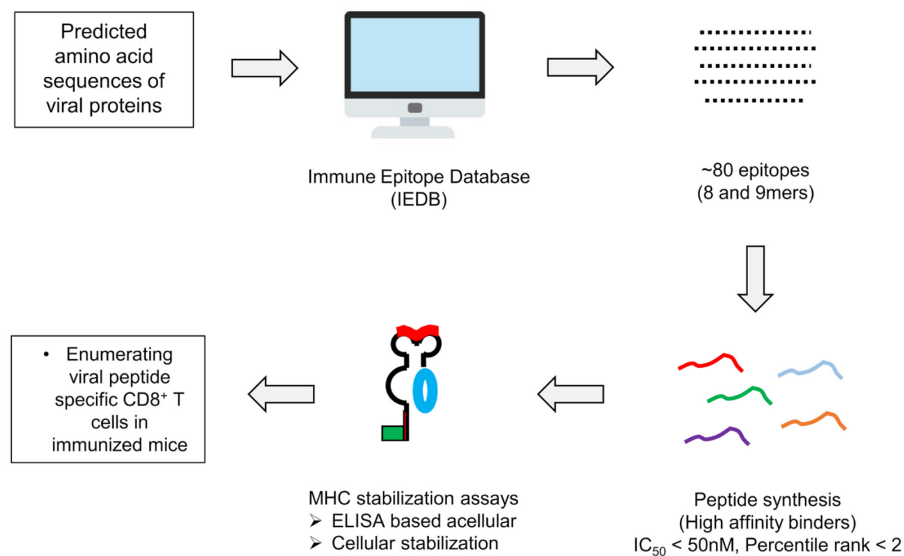 Predicted
amino acid
sequences of
viral proteins
Immune Epitope Database
(IEDB)
~80 epitopes
(8 and 9mers)
Peptide synthesis
(High affinity binders)
IC₅₀ < 50nM, Percentile rank < 2
MHC stabilization assays
➢ ELISA based acellular
➢ Cellular stabilization
• Enumerating
viral peptide
specific CD8⁺ T
cells in
immunized mice